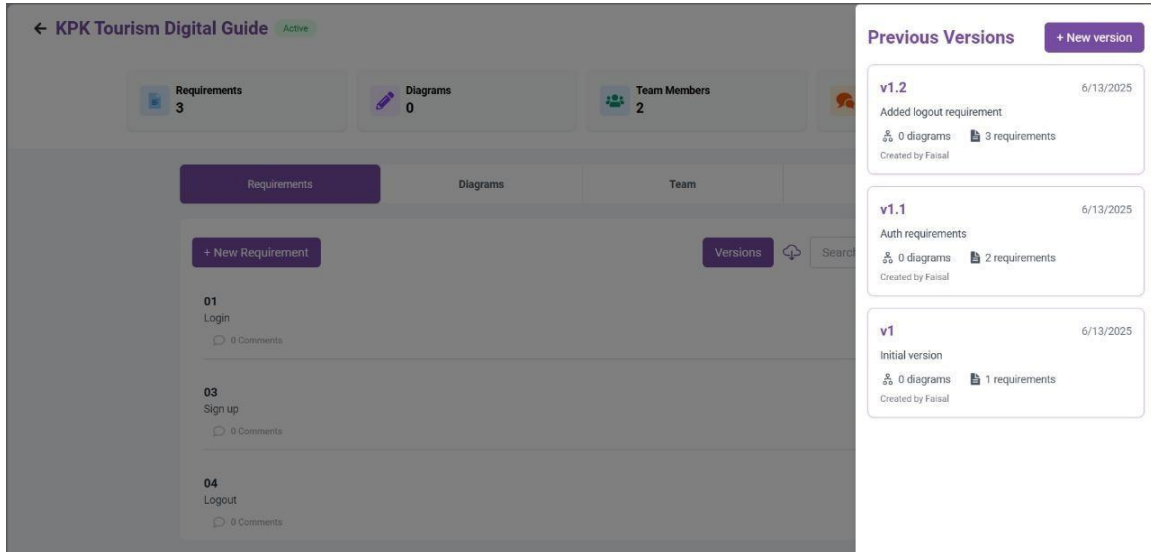 ← KPK Tourism Digital Guide Active
Requirements
3
Diagrams
0
Team Members
2
Requirements
Diagrams
Team
+ New Requirement
Versions
Search
01
Login
0 Comments
03
Sign up
0 Comments
04
Logout
0 Comments
Previous Versions
+ New version
v1.2 6/13/2025
Added logout requirement
0 diagrams 3 requirements
Created by Faisal
v1.1 6/13/2025
Auth requirements
0 diagrams 2 requirements
Created by Faisal
v1 6/13/2025
Initial version
0 diagrams 1 requirements
Created by Faisal